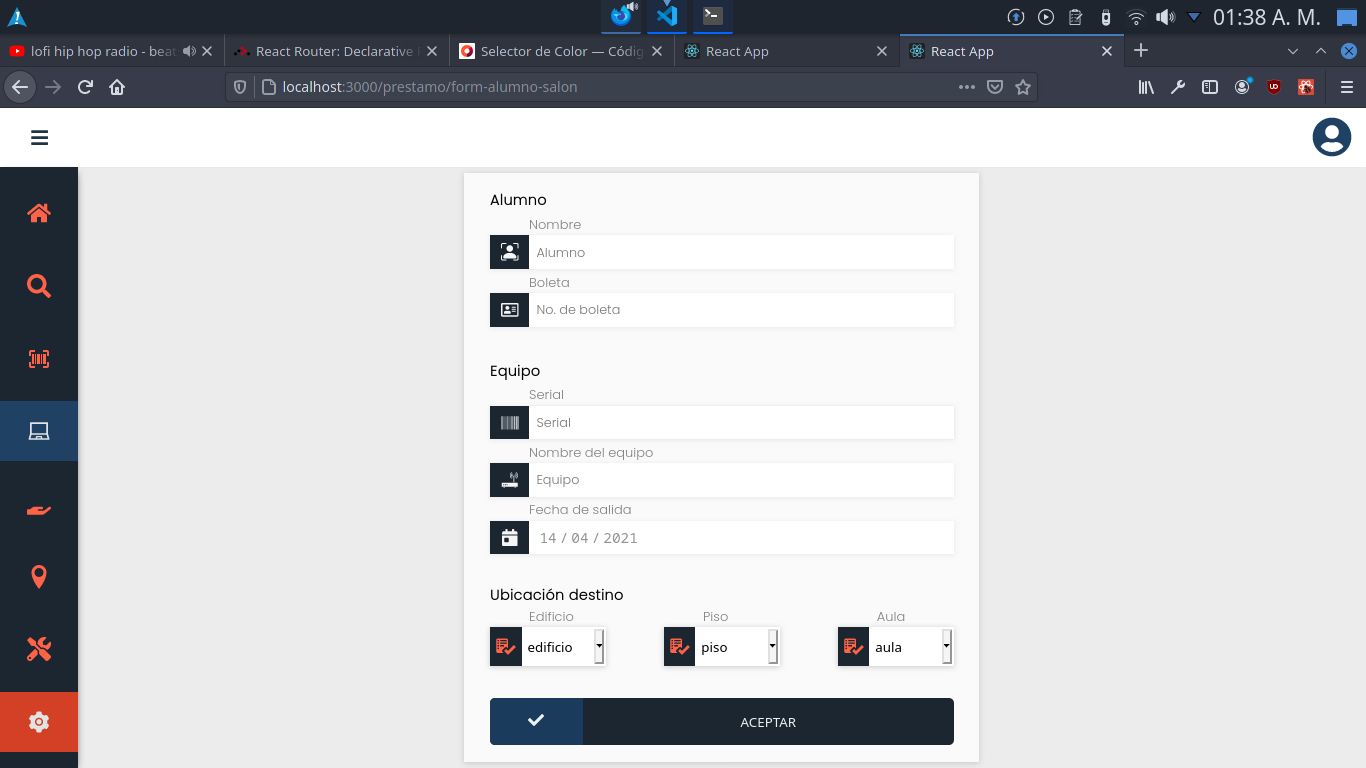 01:38 A. M.
lofi hip hop radio - bea
React Router: Declarative
Selector de Color — Códig
React App
React App
localhost:3000/prestamo/form-alumno-salon
Alumno
Nombre
Alumno
Boleta
No. de boleta
Equipo
Serial
Serial
Nombre del equipo
Equipo
Fecha de salida
14 / 04 / 2021
Ubicación destino
Edificio Piso Aula
edificio piso aula
ACEPTAR